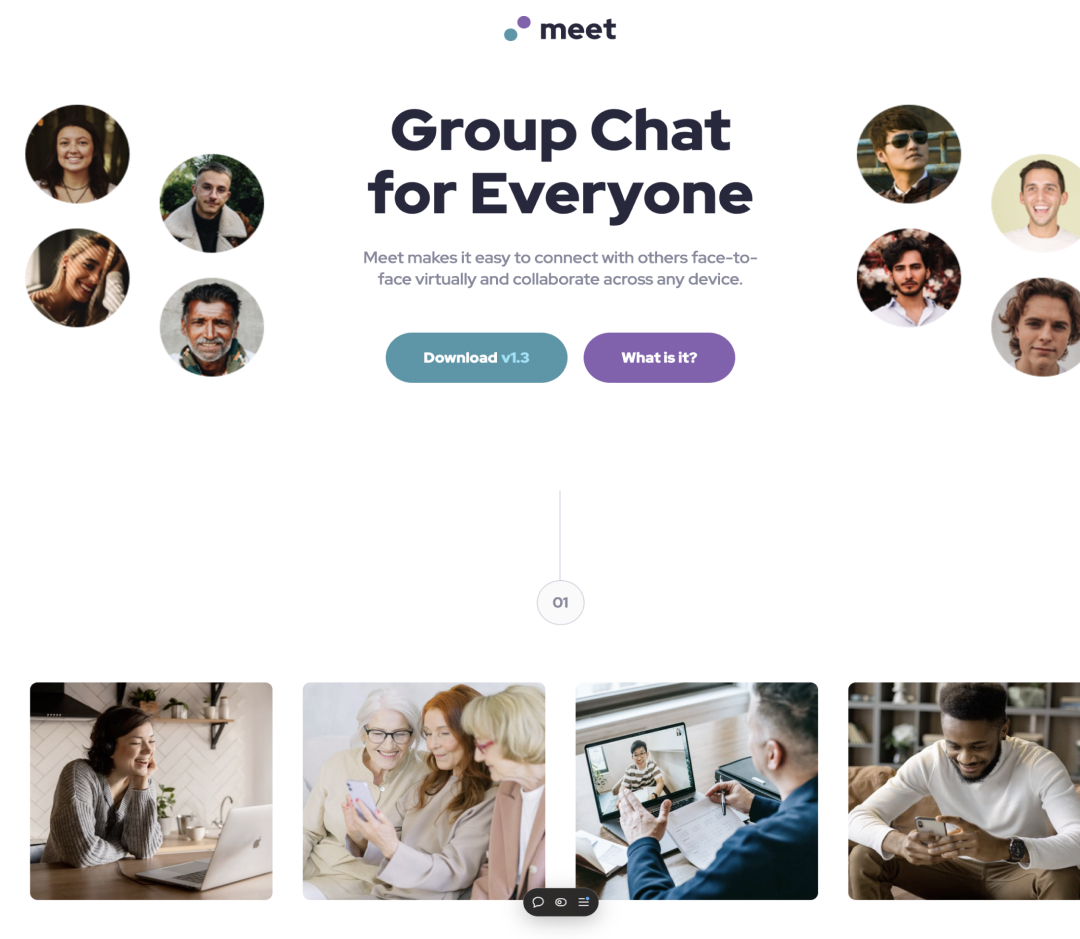 meet
Group Chat
for Everyone
Meet makes it easy to connect with others face-to-
face virtually and collaborate across any device.
Download v1.3
What is it?
01